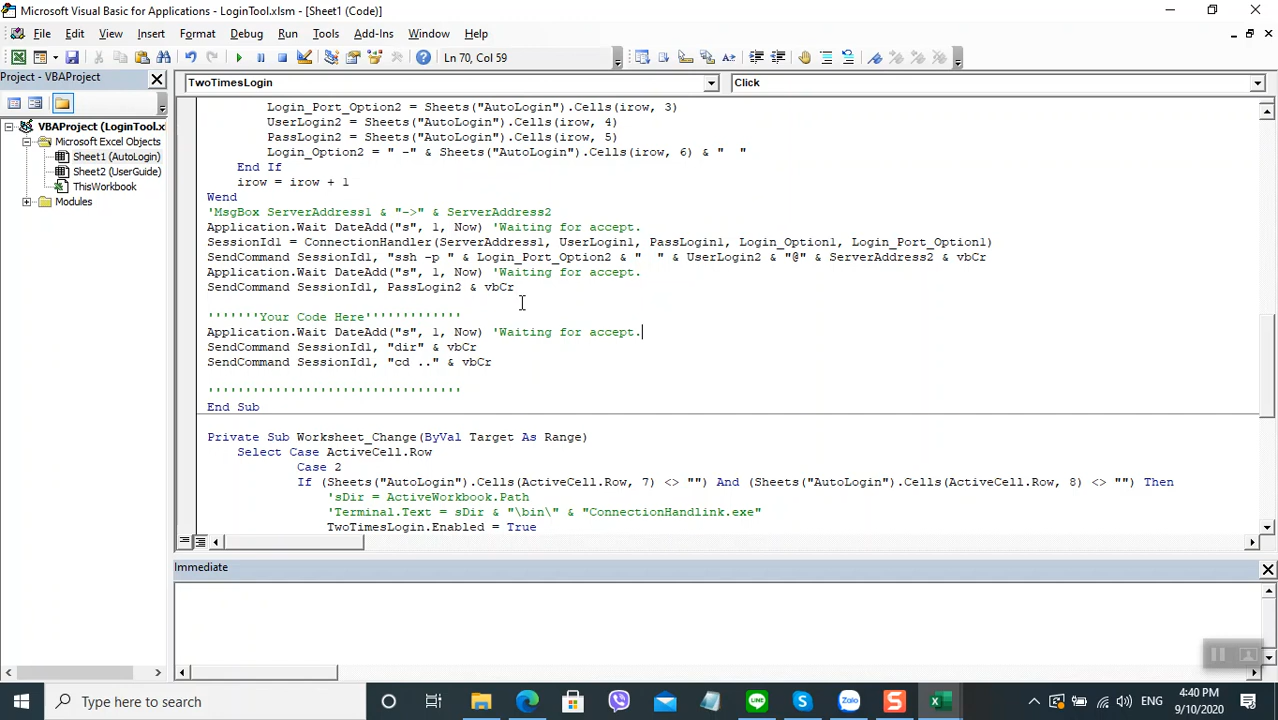 Microsoft Visual Basic for Applications - LoginTool.xlsm - [Sheet1 (Code)]
File Edit View Insert Format Debug Run Tools Add-Ins Window Help
Ln 70, Col 59
Project - VBAProject
TwoTimesLogin
Click
VBAProject (LoginTool.xl
Microsoft Excel Objects
Sheet1 (AutoLogin)
Sheet2 (UserGuide)
ThisWorkbook
Modules
Login_Port_Option2 = Sheets("AutoLogin").Cells(irow, 3)
UserLogin2 = Sheets("AutoLogin").Cells(irow, 4)
PassLogin2 = Sheets("AutoLogin").Cells(irow, 5)
Login_Option2 = " -" & Sheets("AutoLogin").Cells(irow, 6) & "  "
End If
irow = irow + 1
Wend
'MsgBox ServerAddress1 & "->" & ServerAddress2
Application.Wait DateAdd("s", 1, Now) 'Waiting for accept.
SessionId1 = ConnectionHandler(ServerAddress1, UserLogin1, PassLogin1, Login_Option1, Login_Port_Option1)
SendCommand SessionId1, "ssh -p " & Login_Port_Option2 & "  " & UserLogin2 & "@" & ServerAddress2 & vbCr
Application.Wait DateAdd("s", 1, Now) 'Waiting for accept.
SendCommand SessionId1, PassLogin2 & vbCr
'''''''Your Code Here'''''''''''''
Application.Wait DateAdd("s", 1, Now) 'Waiting for accept.
SendCommand SessionId1, "dir" & vbCr
SendCommand SessionId1, "cd .." & vbCr
''''''''''''''''''''''''''''''''''
End Sub
Private Sub Worksheet_Change(ByVal Target As Range)
Select Case ActiveCell.Row
Case 2
If (Sheets("AutoLogin").Cells(ActiveCell.Row, 7) <> "") And (Sheets("AutoLogin").Cells(ActiveCell.Row, 8) <> "") Then
'sDir = ActiveWorkbook.Path
'Terminal.Text = sDir & "\bin\" & "ConnectionHandlink.exe"
TwoTimesLogin.Enabled = True
Immediate
Type here to search
ENG
4:40 PM
9/10/2020